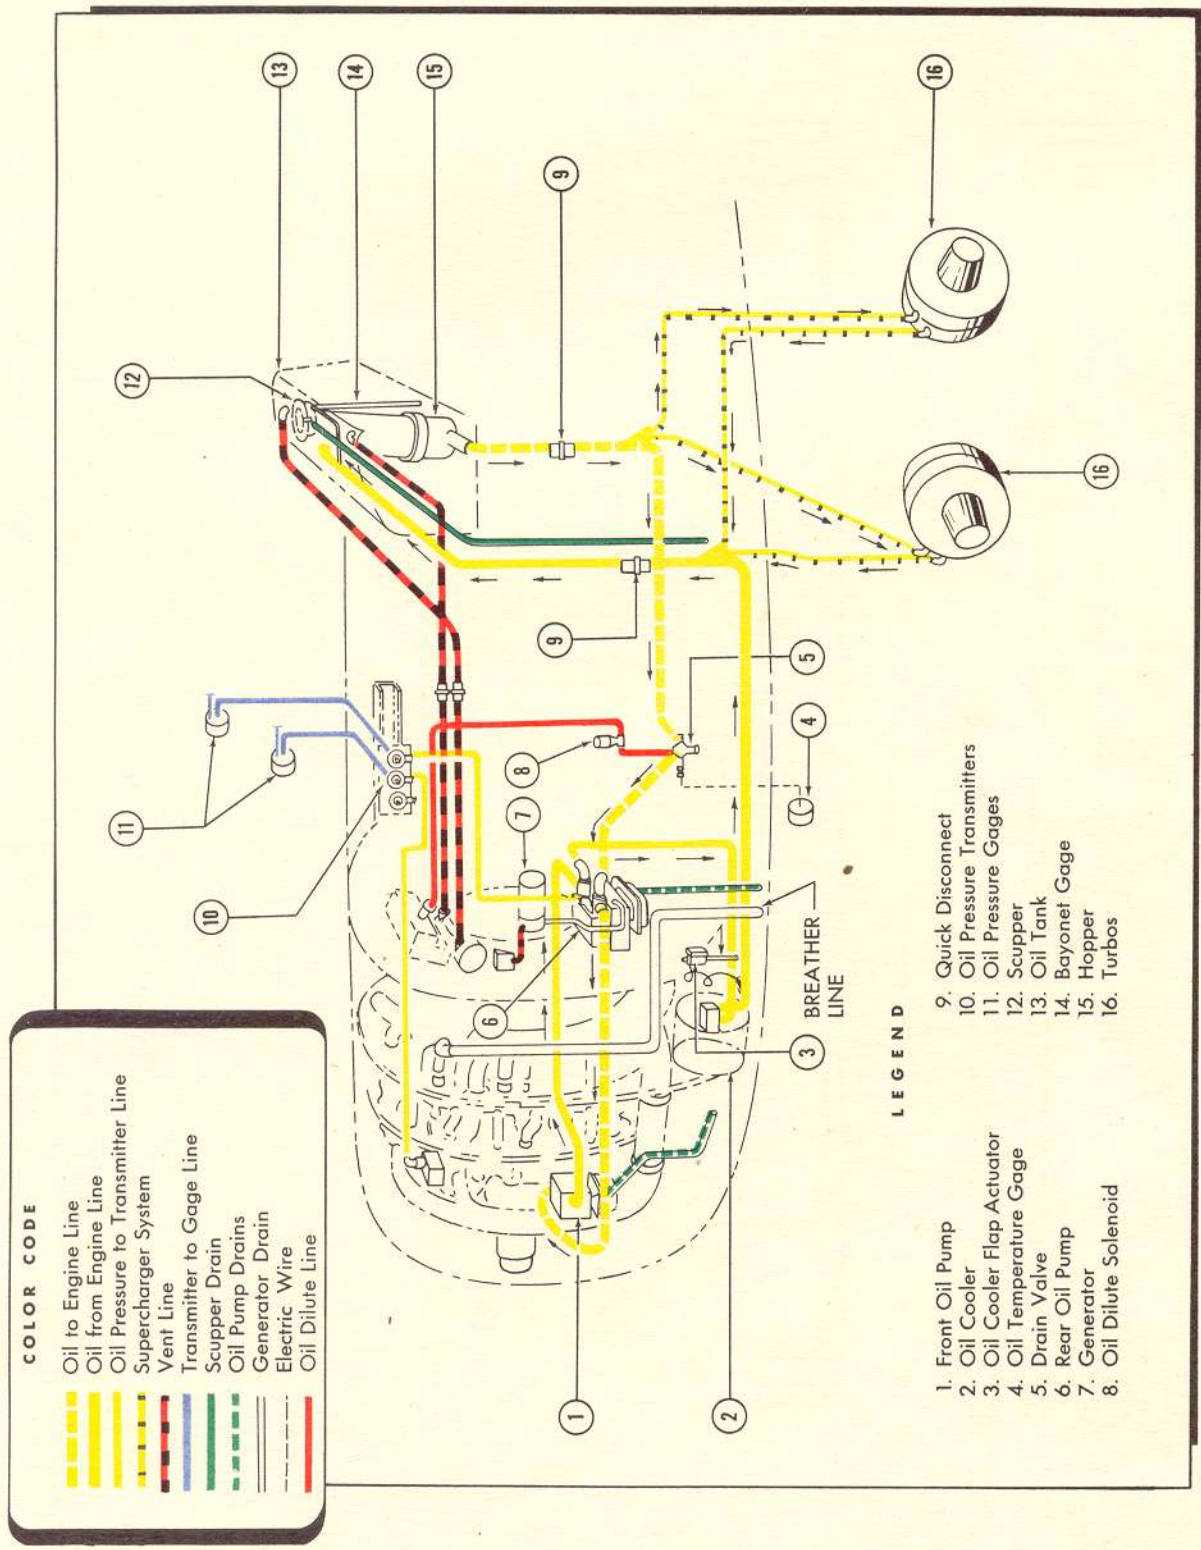 COLOR CODE
Oil to Engine Line
Oil from Engine Line
Oil Pressure to Transmitter Line
Supercharger System
Vent Line
Transmitter to Gage Line
Scupper Drain
Oil Pump Drains
Generator Drain
Electric Wire
Oil Dilute Line
1
2
3
4
5
6
7
8
9
9
10
11
12
13
14
15
16
16
BREATHER
LINE
LEGEND
1. Front Oil Pump
2. Oil Cooler
3. Oil Cooler Flap Actuator
4. Oil Temperature Gage
5. Drain Valve
6. Rear Oil Pump
7. Generator
8. Oil Dilute Solenoid
9. Quick Disconnect
10. Oil Pressure Transmitters
11. Oil Pressure Gages
12. Scupper
13. Oil Tank
14. Bayonet Gage
15. Hopper
16. Turbos